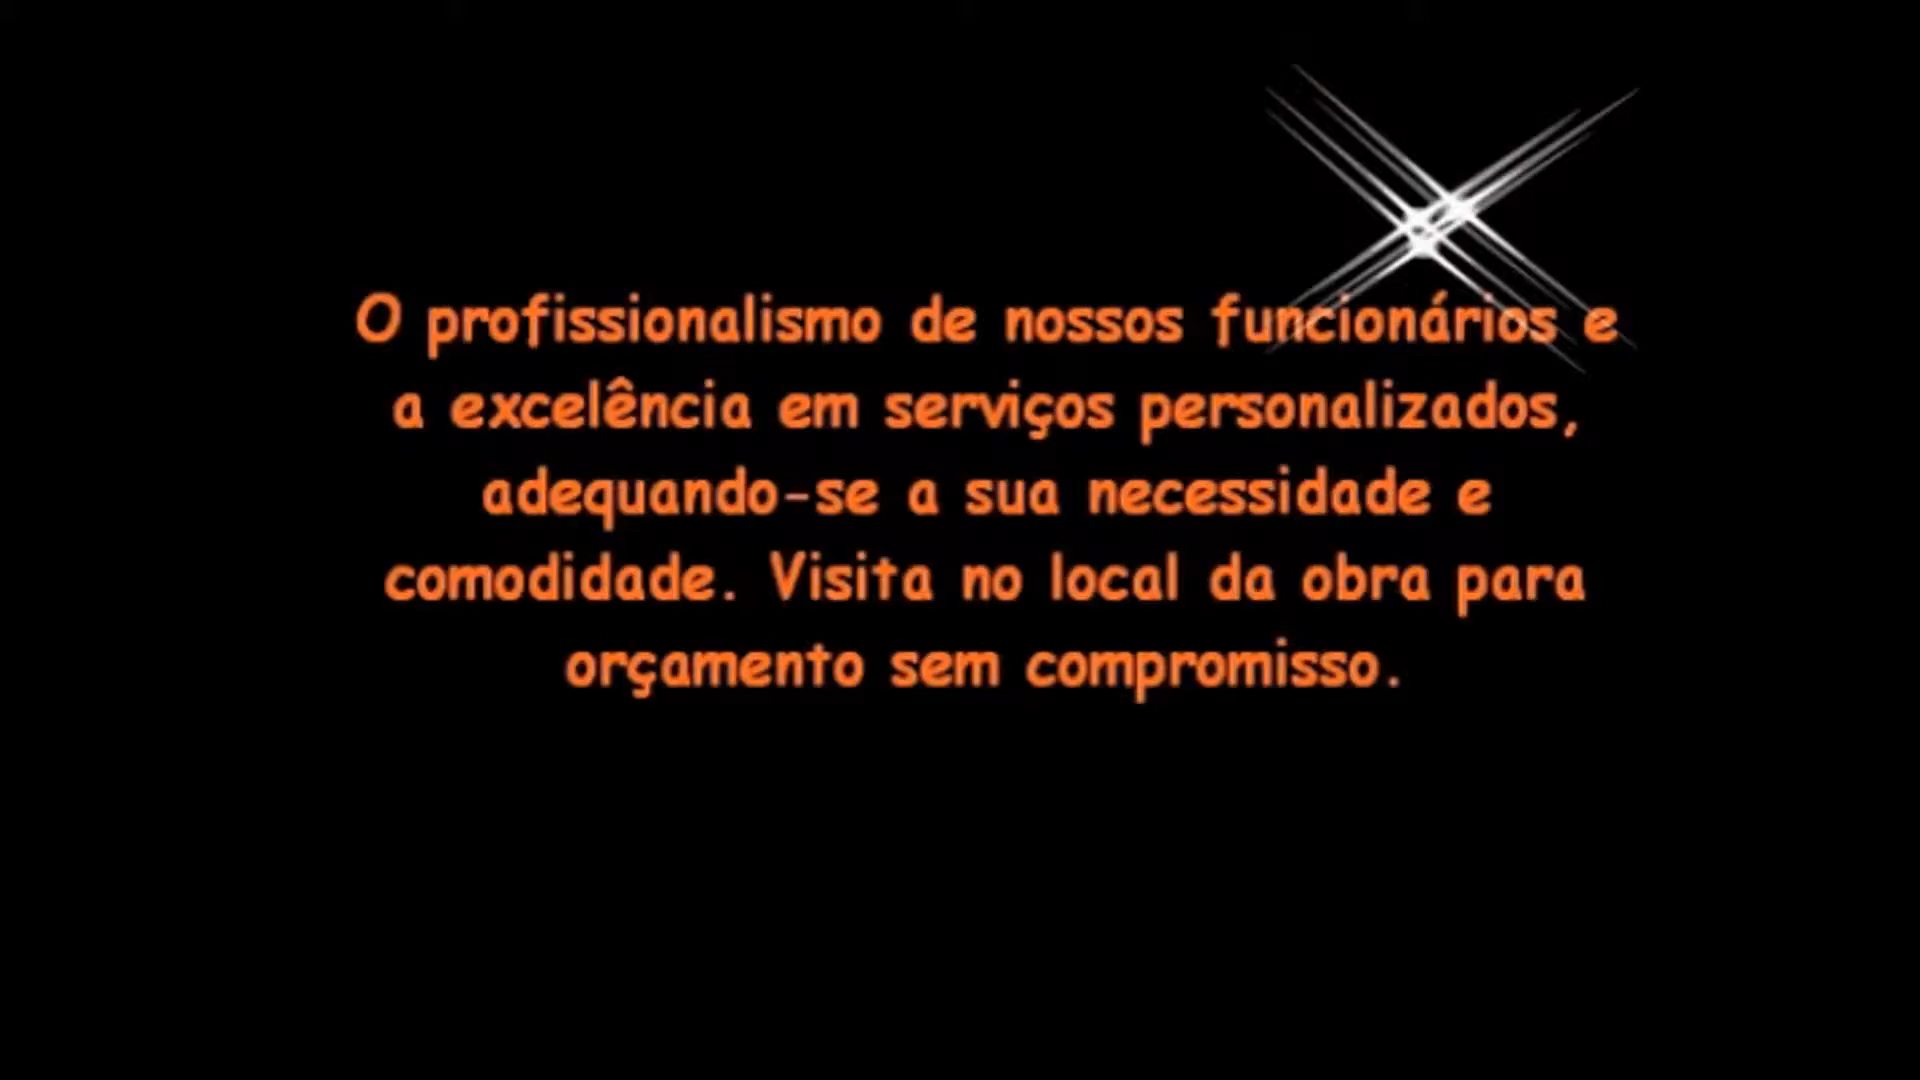 O profissionalismo de nossos funcionários e
a excelência em serviços personalizados,
adequando-se a sua necessidade e
comodidade. Visita no local da obra para
orçamento sem compromisso.